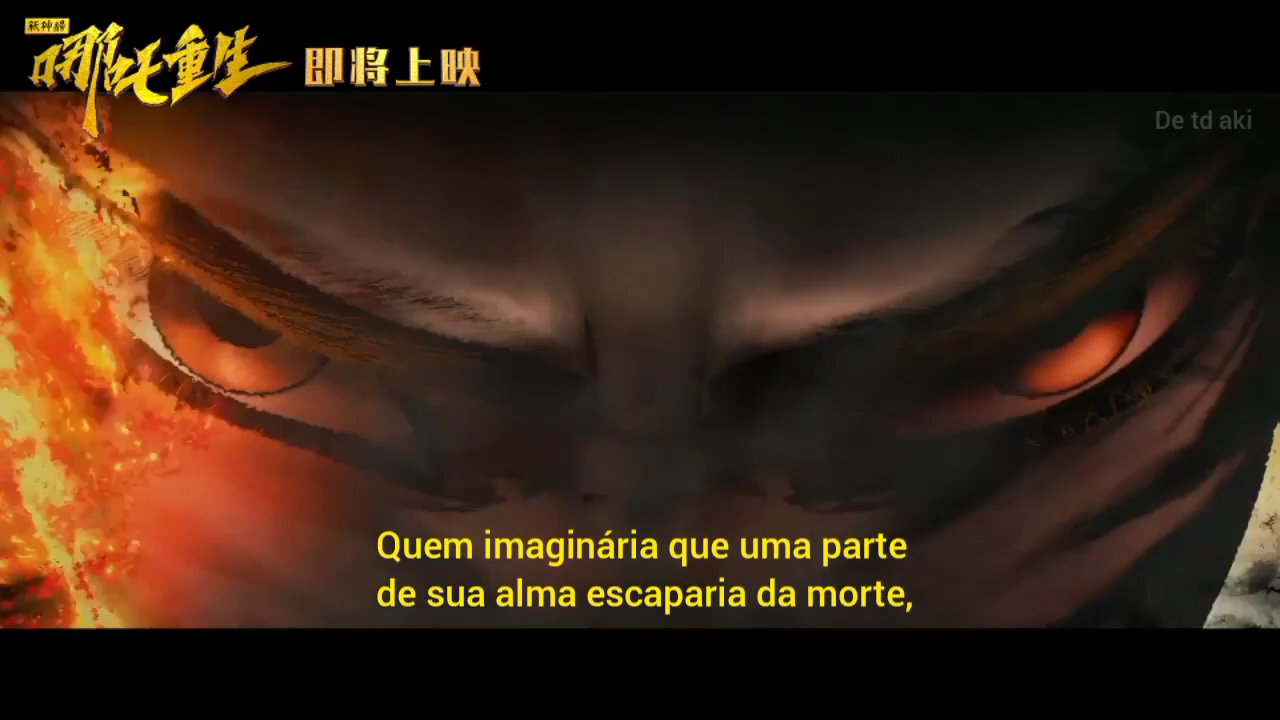 新神榜
哪吒重生 即将上映
De td aki
Quem imaginária que uma parte
de sua alma escaparia da morte,